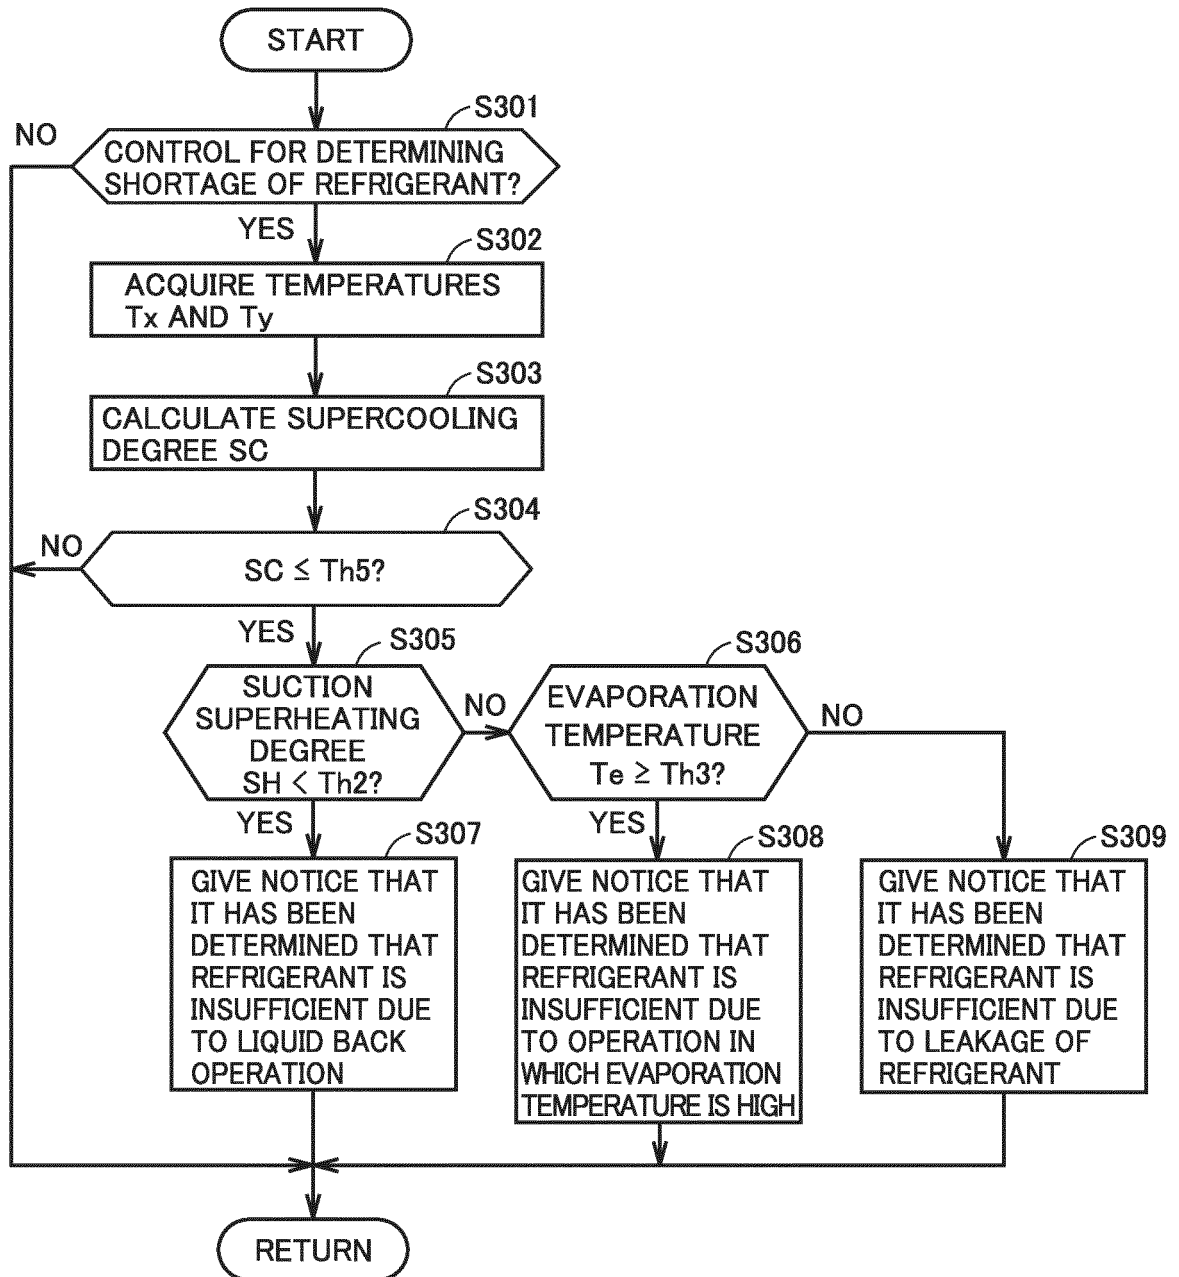 START
S301
NO
CONTROL FOR DETERMINING
SHORTAGE OF REFRIGERANT?
YES
S302
ACQUIRE TEMPERATURES
Tx AND Ty
S303
CALCULATE SUPERCOOLING
DEGREE SC
S304
NO
SC ≤ Th5?
YES
S305
SUCTION
SUPERHEATING
DEGREE
SH < Th2?
NO
S306
EVAPORATION
TEMPERATURE
Te ≥ Th3?
NO
YES
S307
GIVE NOTICE THAT
IT HAS BEEN
DETERMINED THAT
REFRIGERANT IS
INSUFFICIENT DUE
TO LIQUID BACK
OPERATION
YES
S308
GIVE NOTICE THAT
IT HAS BEEN
DETERMINED THAT
REFRIGERANT IS
INSUFFICIENT DUE
TO OPERATION IN
WHICH EVAPORATION
TEMPERATURE IS HIGH
S309
GIVE NOTICE THAT
IT HAS BEEN
DETERMINED THAT
REFRIGERANT IS
INSUFFICIENT DUE
TO LEAKAGE OF
REFRIGERANT
RETURN